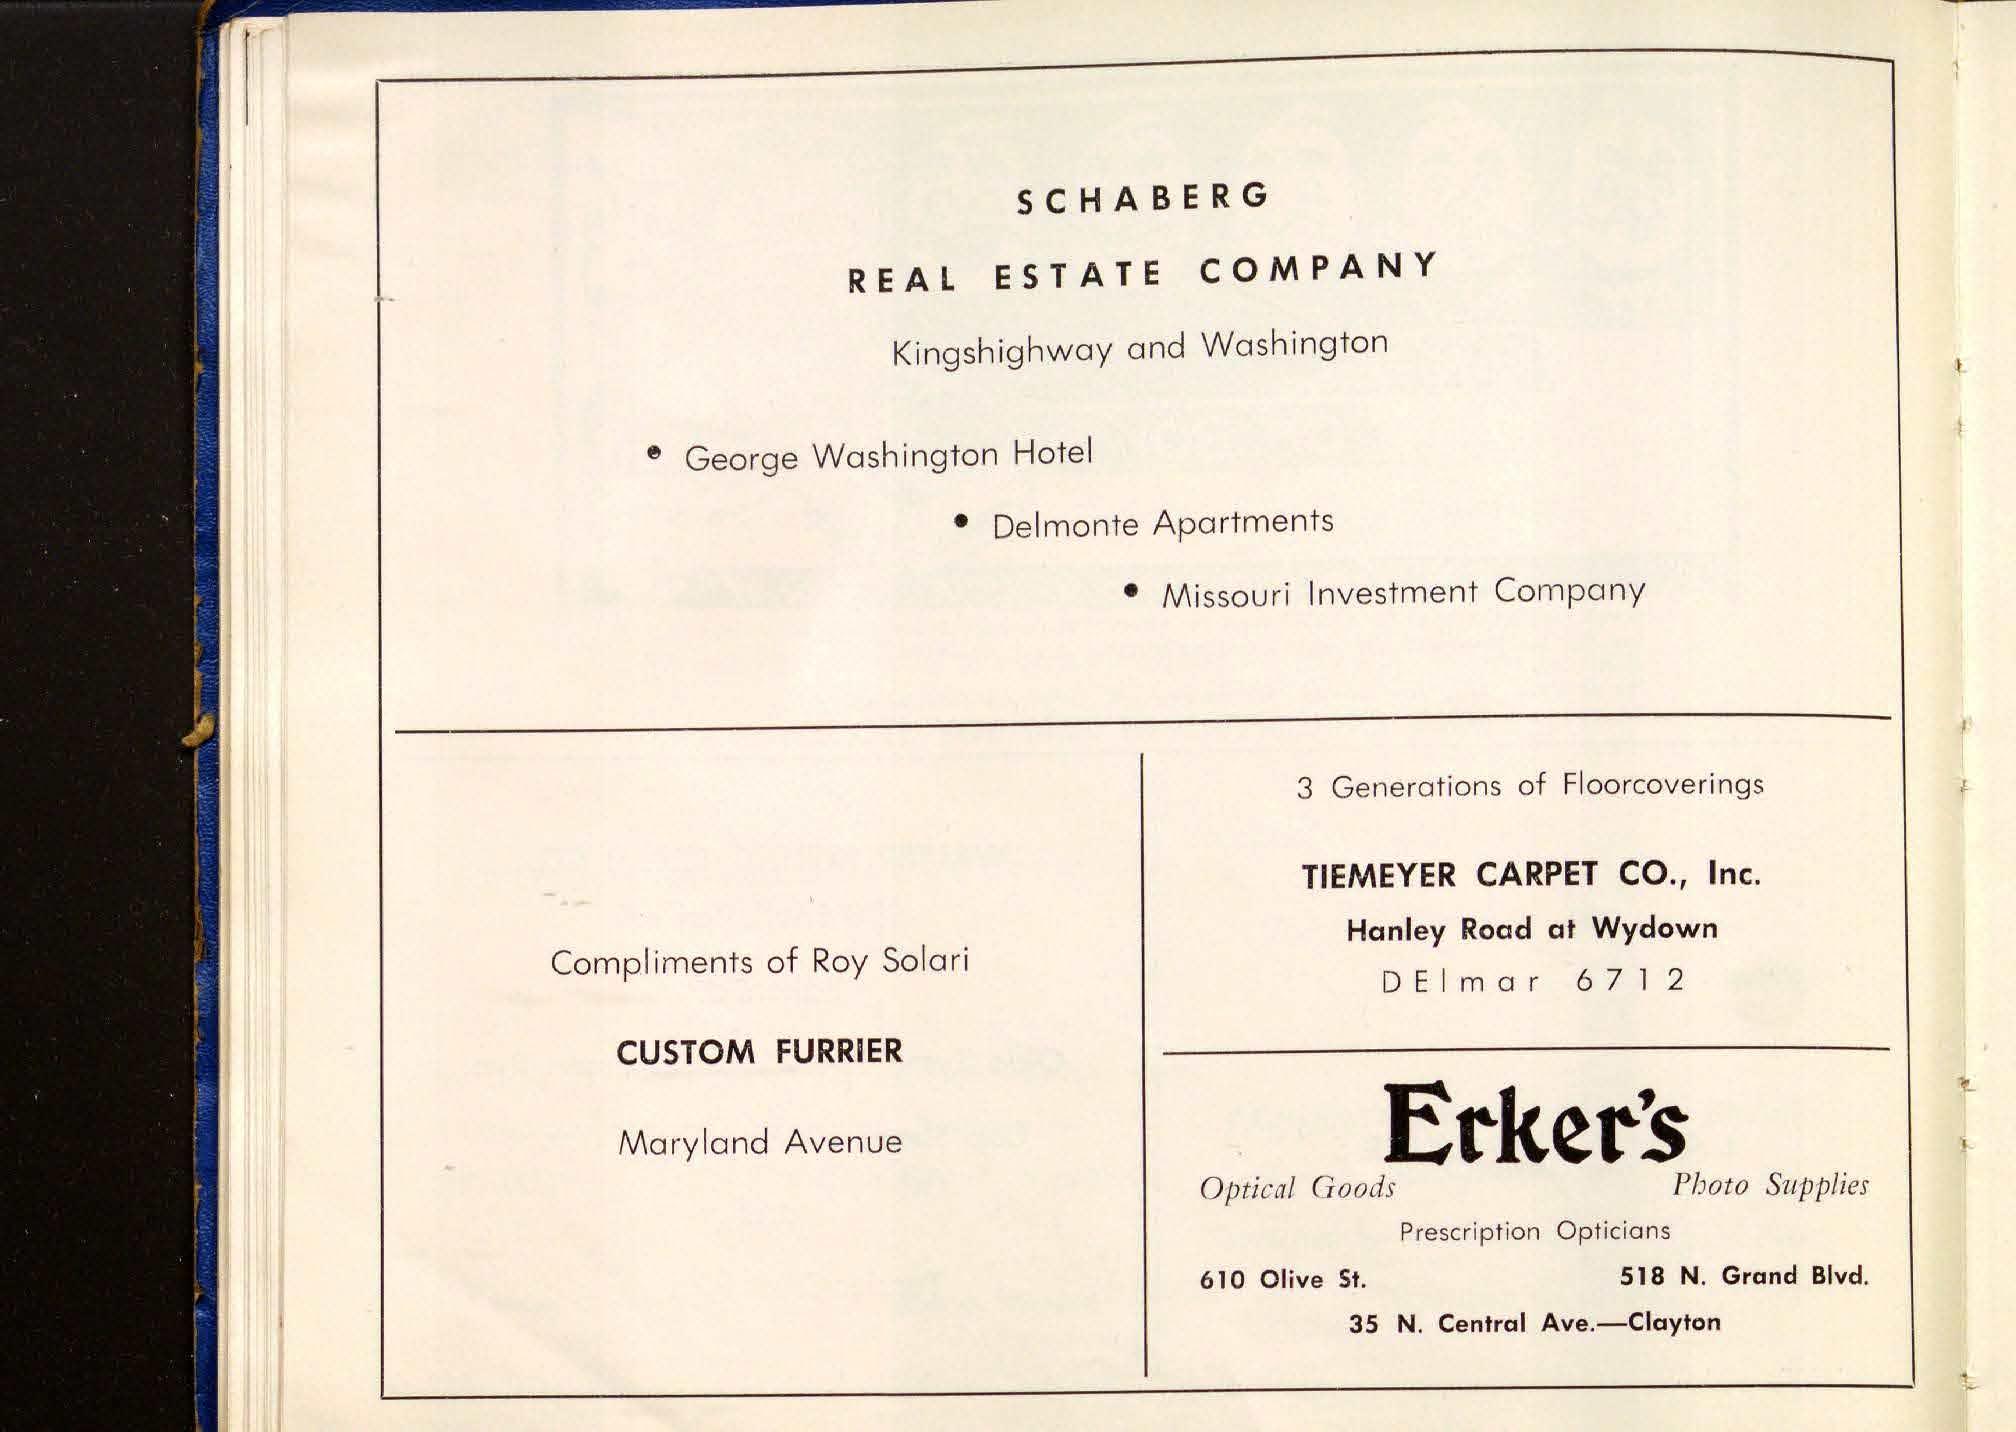 SCHABERG
REAL ESTATE COMPANY
Kingshighway and Washington
• George Washington Hotel
• Delmonte Apartments
• Missouri Investment Company
Compliments of Roy Solari
CUSTOM FURRIER
Maryland Avenue
3 Generations of Floorcoverings
TIEMEYER CARPET CO., Inc.
Hanley Road at Wydown
DElmar 6712
Erker's
Optical Goods Photo Supplies
Prescription Opticians
610 Olive St. 518 N. Grand Blvd.
35 N. Central Ave.—Clayton